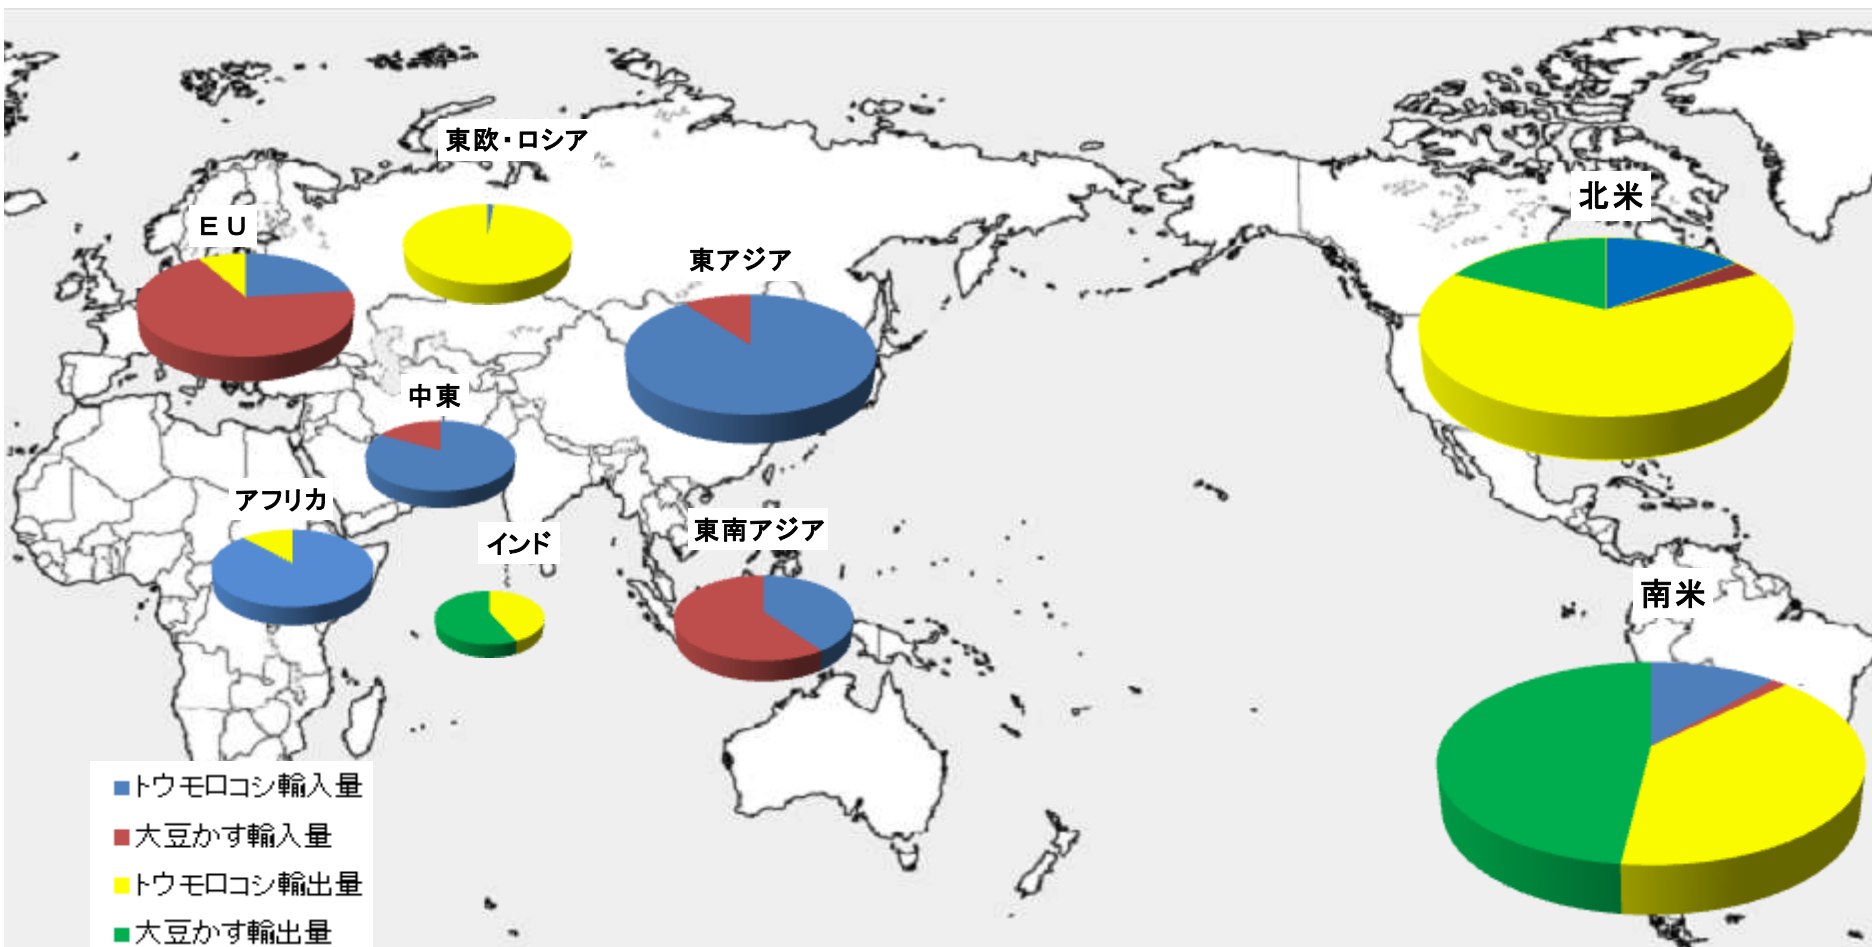 東欧・ロシア
北米
ＥＵ
東アジア
中東
アフリカ
インド
東南アジア
南米
トウモロコシ輸入量
大豆かす輸入量
トウモロコシ輸出量
大豆かす輸出量